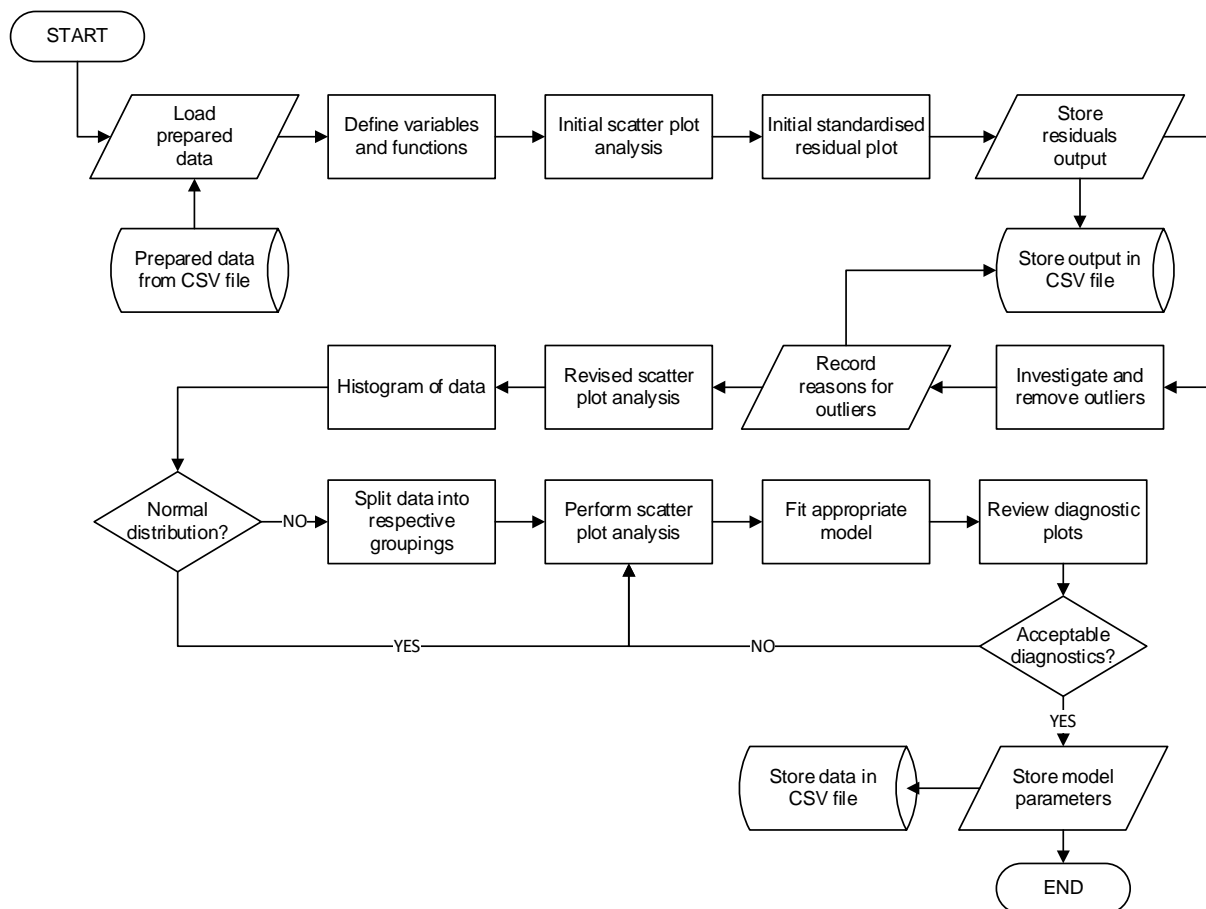 START
Load
prepared
data
Define variables
and functions
Initial scatter plot
analysis
Initial standardised
residual plot
Store
residuals
output
Prepared data
from CSV file
Store output in
CSV file
Histogram of data
Revised scatter
plot analysis
Record
reasons for
outliers
Investigate and
remove outliers
Normal
distribution?
NO
Split data into
respective
groupings
Perform scatter
plot analysis
Fit appropriate
model
Review diagnostic
plots
YES
NO
Acceptable
diagnostics?
YES
Store data in
CSV file
Store model
parameters
END